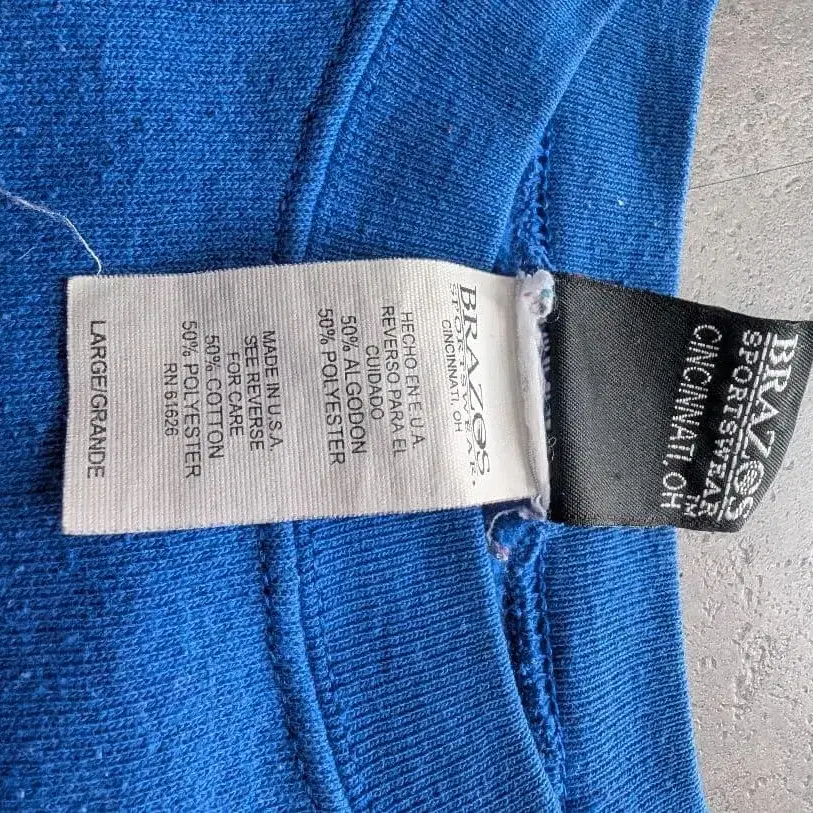 BRAZOS
SPORTSWEAR.
CINCINNATI, OH
HECHO EN E.U.A.
REVERSO PARA EL
CUIDADO
50% ALGODON
50% POLYESTER
MADE IN U.S.A.
SEE REVERSE
FOR CARE
50% COTTON
50% POLYESTER
RN 61626
LARGE/GRANDE
BRAZOS
SPORTSWEAR
TM
CINCINNATI, OH